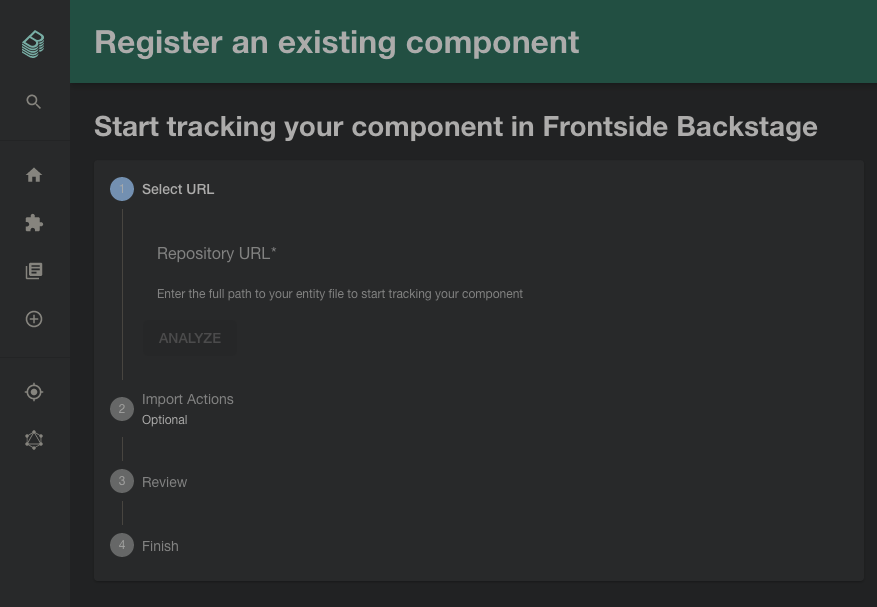 Register an existing component
Start tracking your component in Frontside Backstage
1 Select URL
Repository URL*
Enter the full path to your entity file to start tracking your component
ANALYZE
2 Import Actions
Optional
3 Review
4 Finish